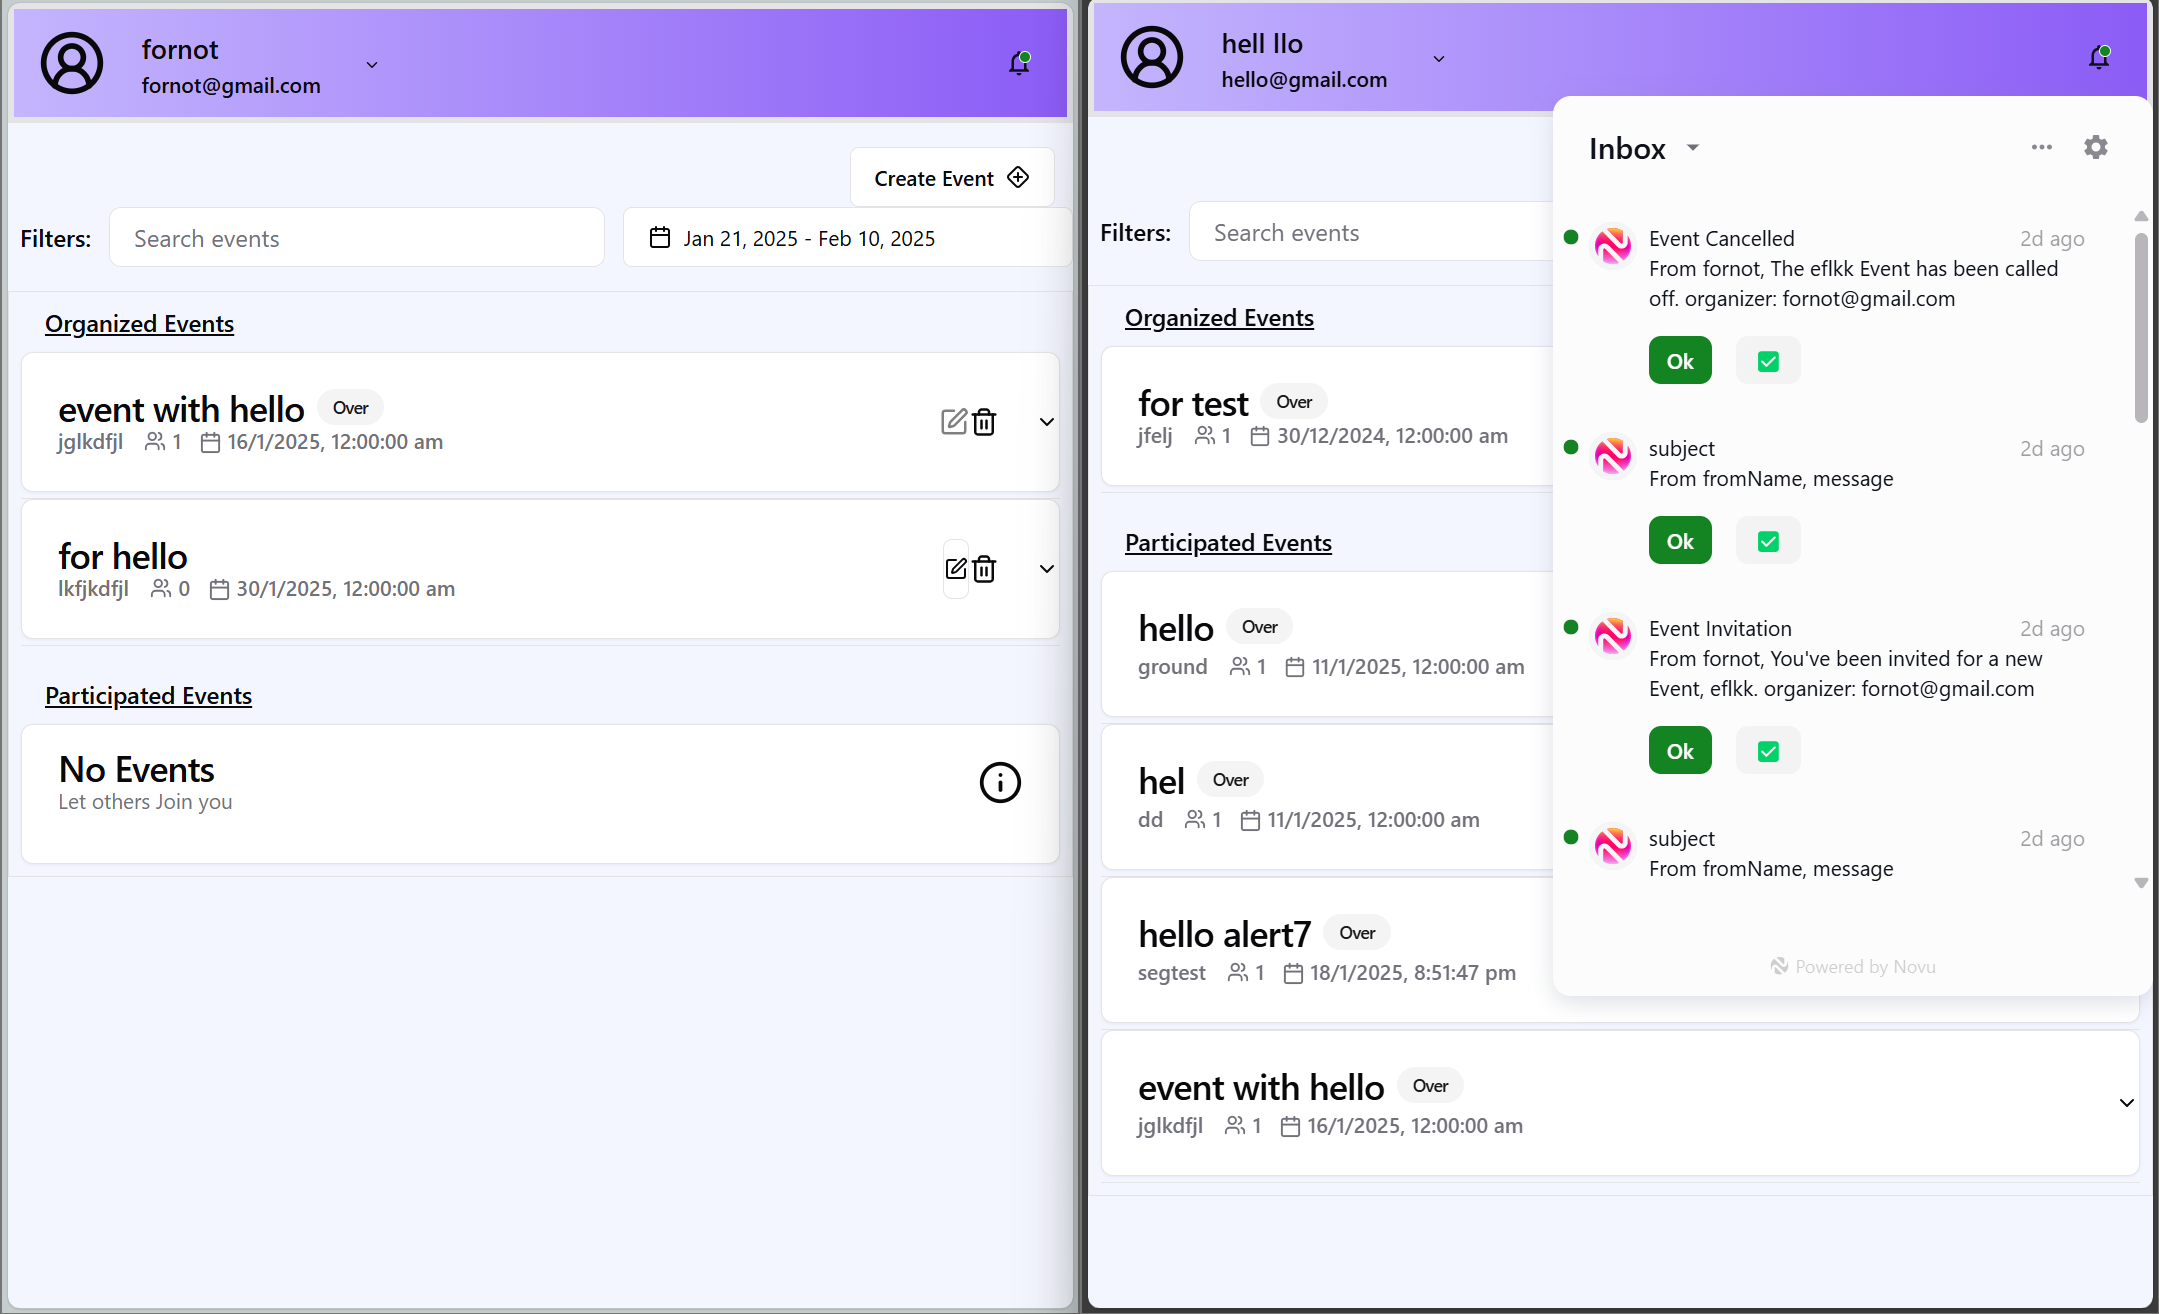 fornot
fornot@gmail.com
Create Event
Filters:
Search events
Jan 21, 2025 - Feb 10, 2025
Organized Events
event with hello Over
jglkdfjl 1 16/1/2025, 12:00:00 am
for hello
lkfjkdfjl 0 30/1/2025, 12:00:00 am
Participated Events
No Events
Let others Join you
hell llo
hello@gmail.com
Filters:
Search events
Organized Events
for test Over
jfelj 1 30/12/2024, 12:00:00 am
Participated Events
hello Over
ground 1 11/1/2025, 12:00:00 am
hel Over
dd 1 11/1/2025, 12:00:00 am
hello alert7 Over
segtest 1 18/1/2025, 8:51:47 pm
event with hello Over
jglkdfjl 1 16/1/2025, 12:00:00 am
Inbox
Event Cancelled 2d ago
From fornot, The eflkk Event has been called
off. organizer: fornot@gmail.com
Ok
subject 2d ago
From fromName, message
Ok
Event Invitation 2d ago
From fornot, You've been invited for a new
Event, eflkk. organizer: fornot@gmail.com
Ok
subject 2d ago
From fromName, message
Powered by Novu